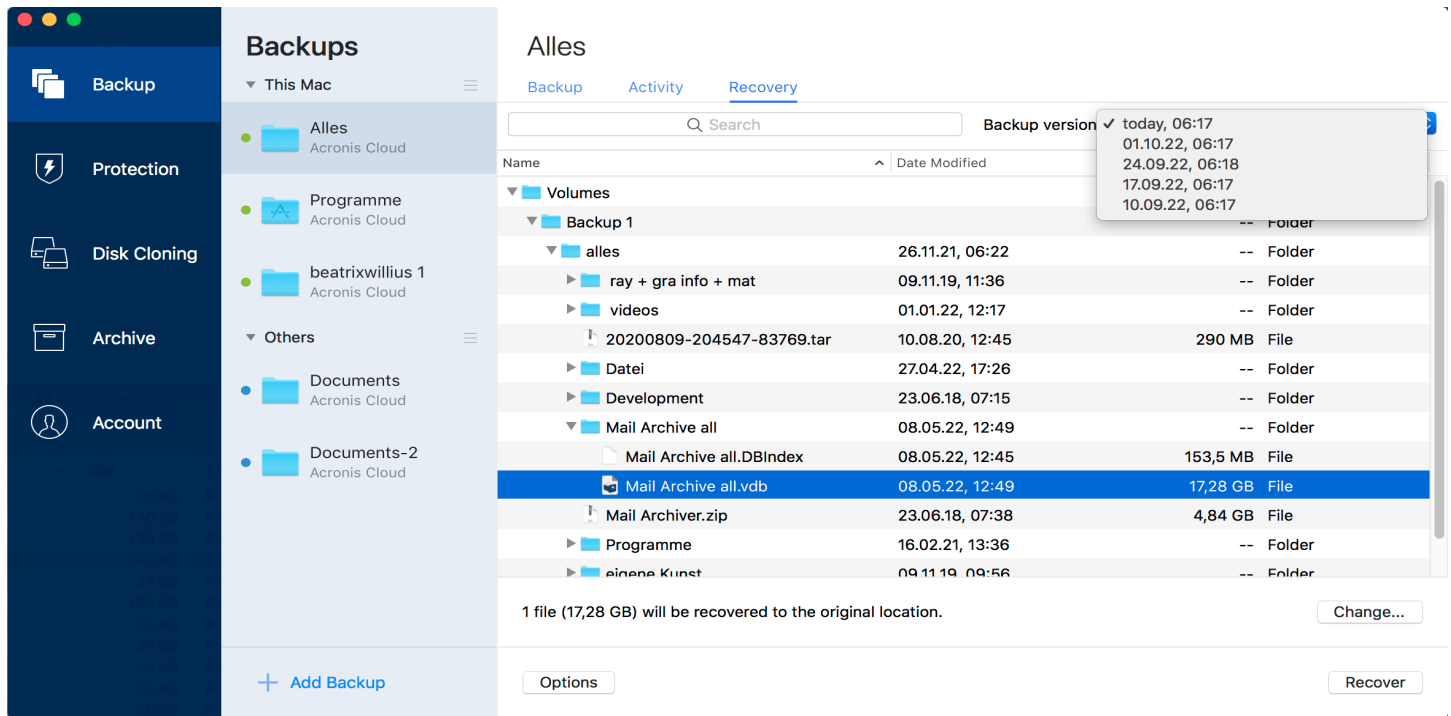 Backup
Protection
Disk Cloning
Archive
Account
Backups
This Mac
Alles
Acronis Cloud
Programme
Acronis Cloud
beatrixwillius 1
Acronis Cloud
Others
Documents
Acronis Cloud
Documents-2
Acronis Cloud
Add Backup
Alles
Backup Activity Recovery
Search Backup version
✓ today, 06:17
01.10.22, 06:17
24.09.22, 06:18
17.09.22, 06:17
10.09.22, 06:17
Name Date Modified
Volumes
Backup 1 -- Folder
alles 26.11.21, 06:22 -- Folder
ray + gra info + mat 09.11.19, 11:36 -- Folder
videos 01.01.22, 12:17 -- Folder
20200809-204547-83769.tar 10.08.20, 12:45 290 MB File
Datei 27.04.22, 17:26 -- Folder
Development 23.06.18, 07:15 -- Folder
Mail Archive all 08.05.22, 12:49 -- Folder
Mail Archive all.DBIndex 08.05.22, 12:45 153,5 MB File
Mail Archive all.vdb 08.05.22, 12:49 17,28 GB File
Mail Archiver.zip 23.06.18, 07:38 4,84 GB File
Programme 16.02.21, 13:36 -- Folder
eigene Kunst 09.11.19, 09:56 -- Folder
1 file (17,28 GB) will be recovered to the original location. Change...
Options Recover